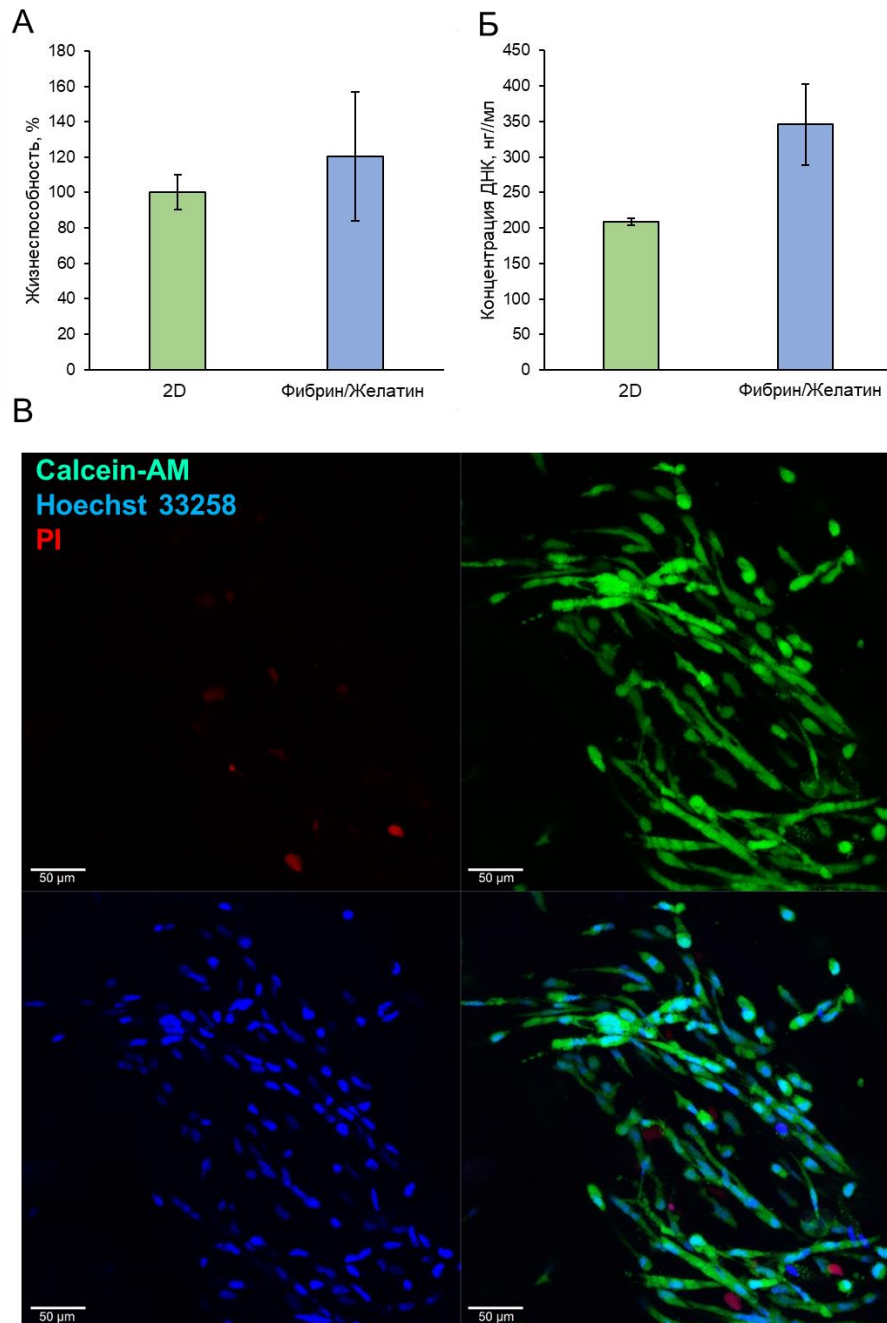 А
180
160
140
120
100
80
60
40
20
0
Жизнеспособность, %
2D
Фибрин/Желатин
Б
450
400
350
300
250
200
150
100
50
0
Концентрация ДНК, нг//мл
2D
Фибрин/Желатин
В
Calcein-AM
Hoechst 33258
PI
50 µm
50 µm
50 µm
50 µm